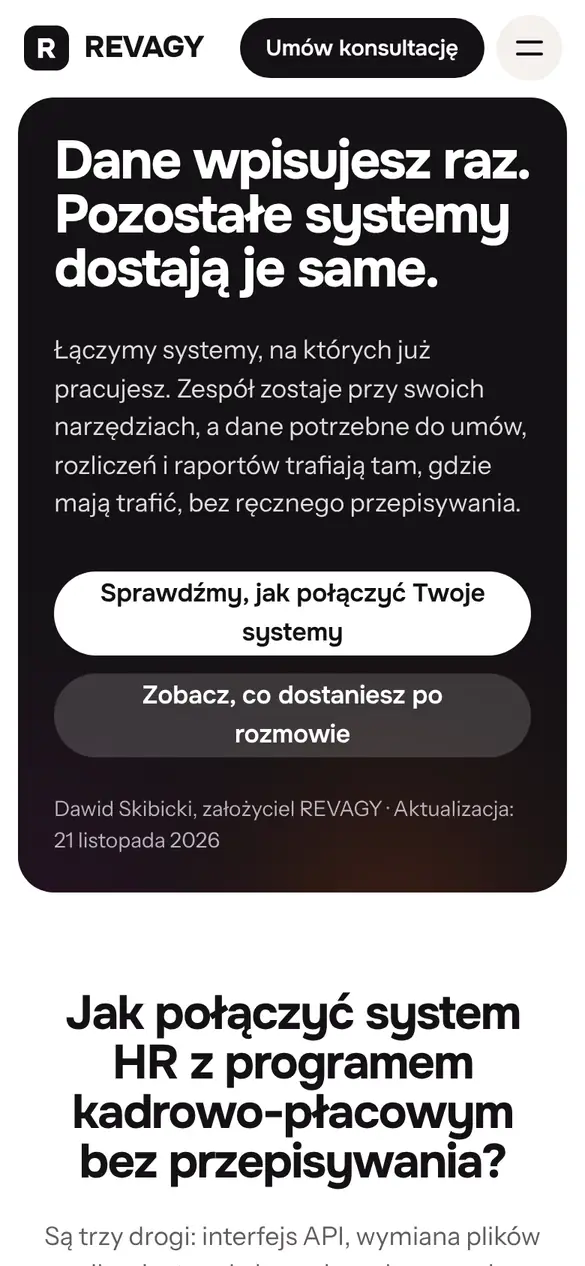 R REVAGY
Umów konsultację
Dane wpisujesz raz.
Pozostałe systemy
dostają je same.
Łączymy systemy, na których już
pracujesz. Zespół zostaje przy swoich
narzędziach, a dane potrzebne do umów,
rozliczeń i raportów trafiają tam, gdzie
mają trafić, bez ręcznego przepisywania.
Sprawdźmy, jak połączyć Twoje
systemy
Zobacz, co dostaniesz po
rozmowie
Dawid Skibicki, założyciel REVAGY · Aktualizacja:
21 listopada 2026
Jak połączyć system
HR z programem
kadrowo-płacowym
bez przepisywania?
Są trzy drogi: interfejs API, wymiana plików